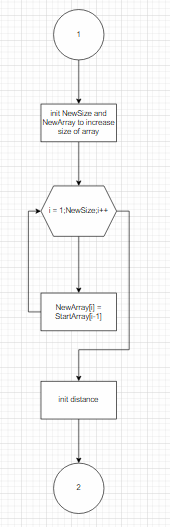 1
init NewSize and
NewArray to increase
size of array
i = 1;NewSize;i++
NewArray[i] =
StartArray[i-1]
init distance
2